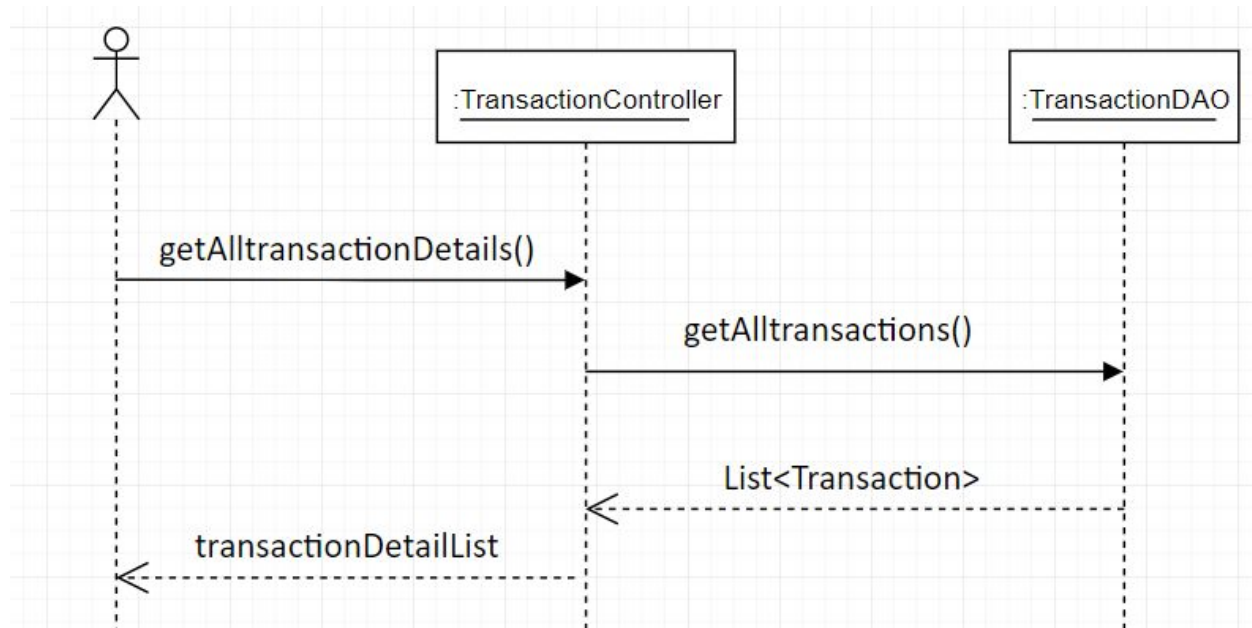 :TransactionController
:TransactionDAO
getAlltransactionDetails()
getAlltransactions()
List<Transaction>
transactionDetailList